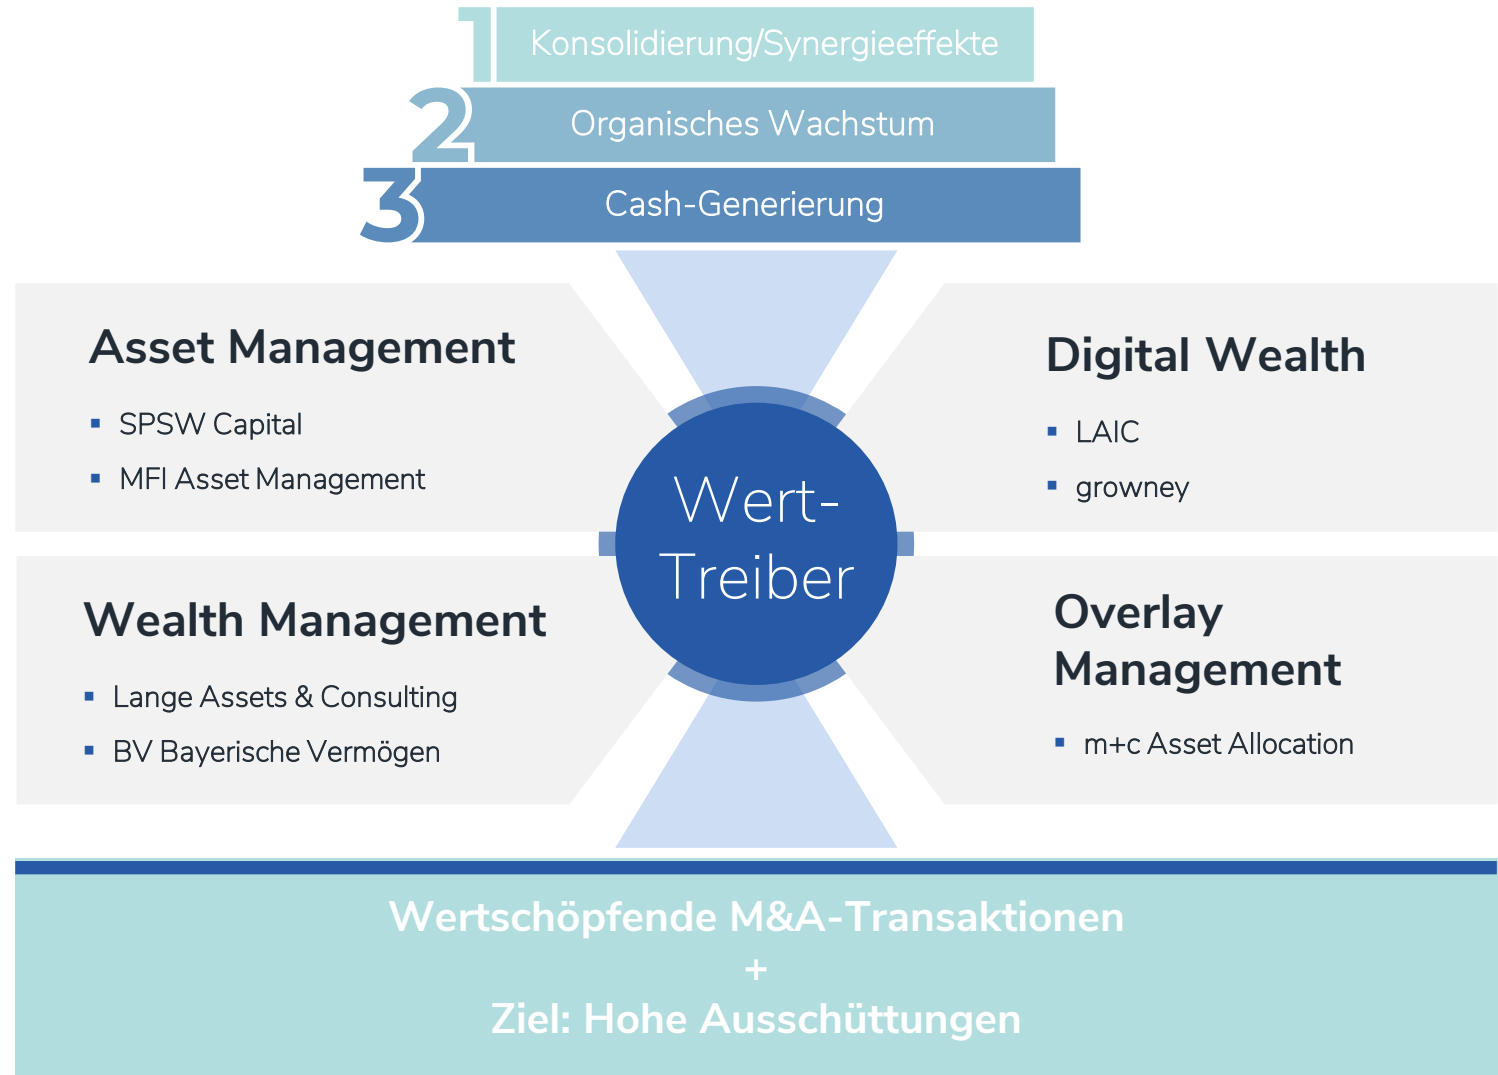 1 Konsolidierung/Synergieeffekte
2 Organisches Wachstum
3 Cash-Generierung
Asset Management
▪ SPSW Capital
▪ MFI Asset Management
Digital Wealth
▪ LAIC
▪ growney
Wert-
Treiber
Wealth Management
▪ Lange Assets & Consulting
▪ BV Bayerische Vermögen
Overlay
Management
▪ m+c Asset Allocation
Wertschöpfende M&A-Transaktionen
+
Ziel: Hohe Ausschüttungen